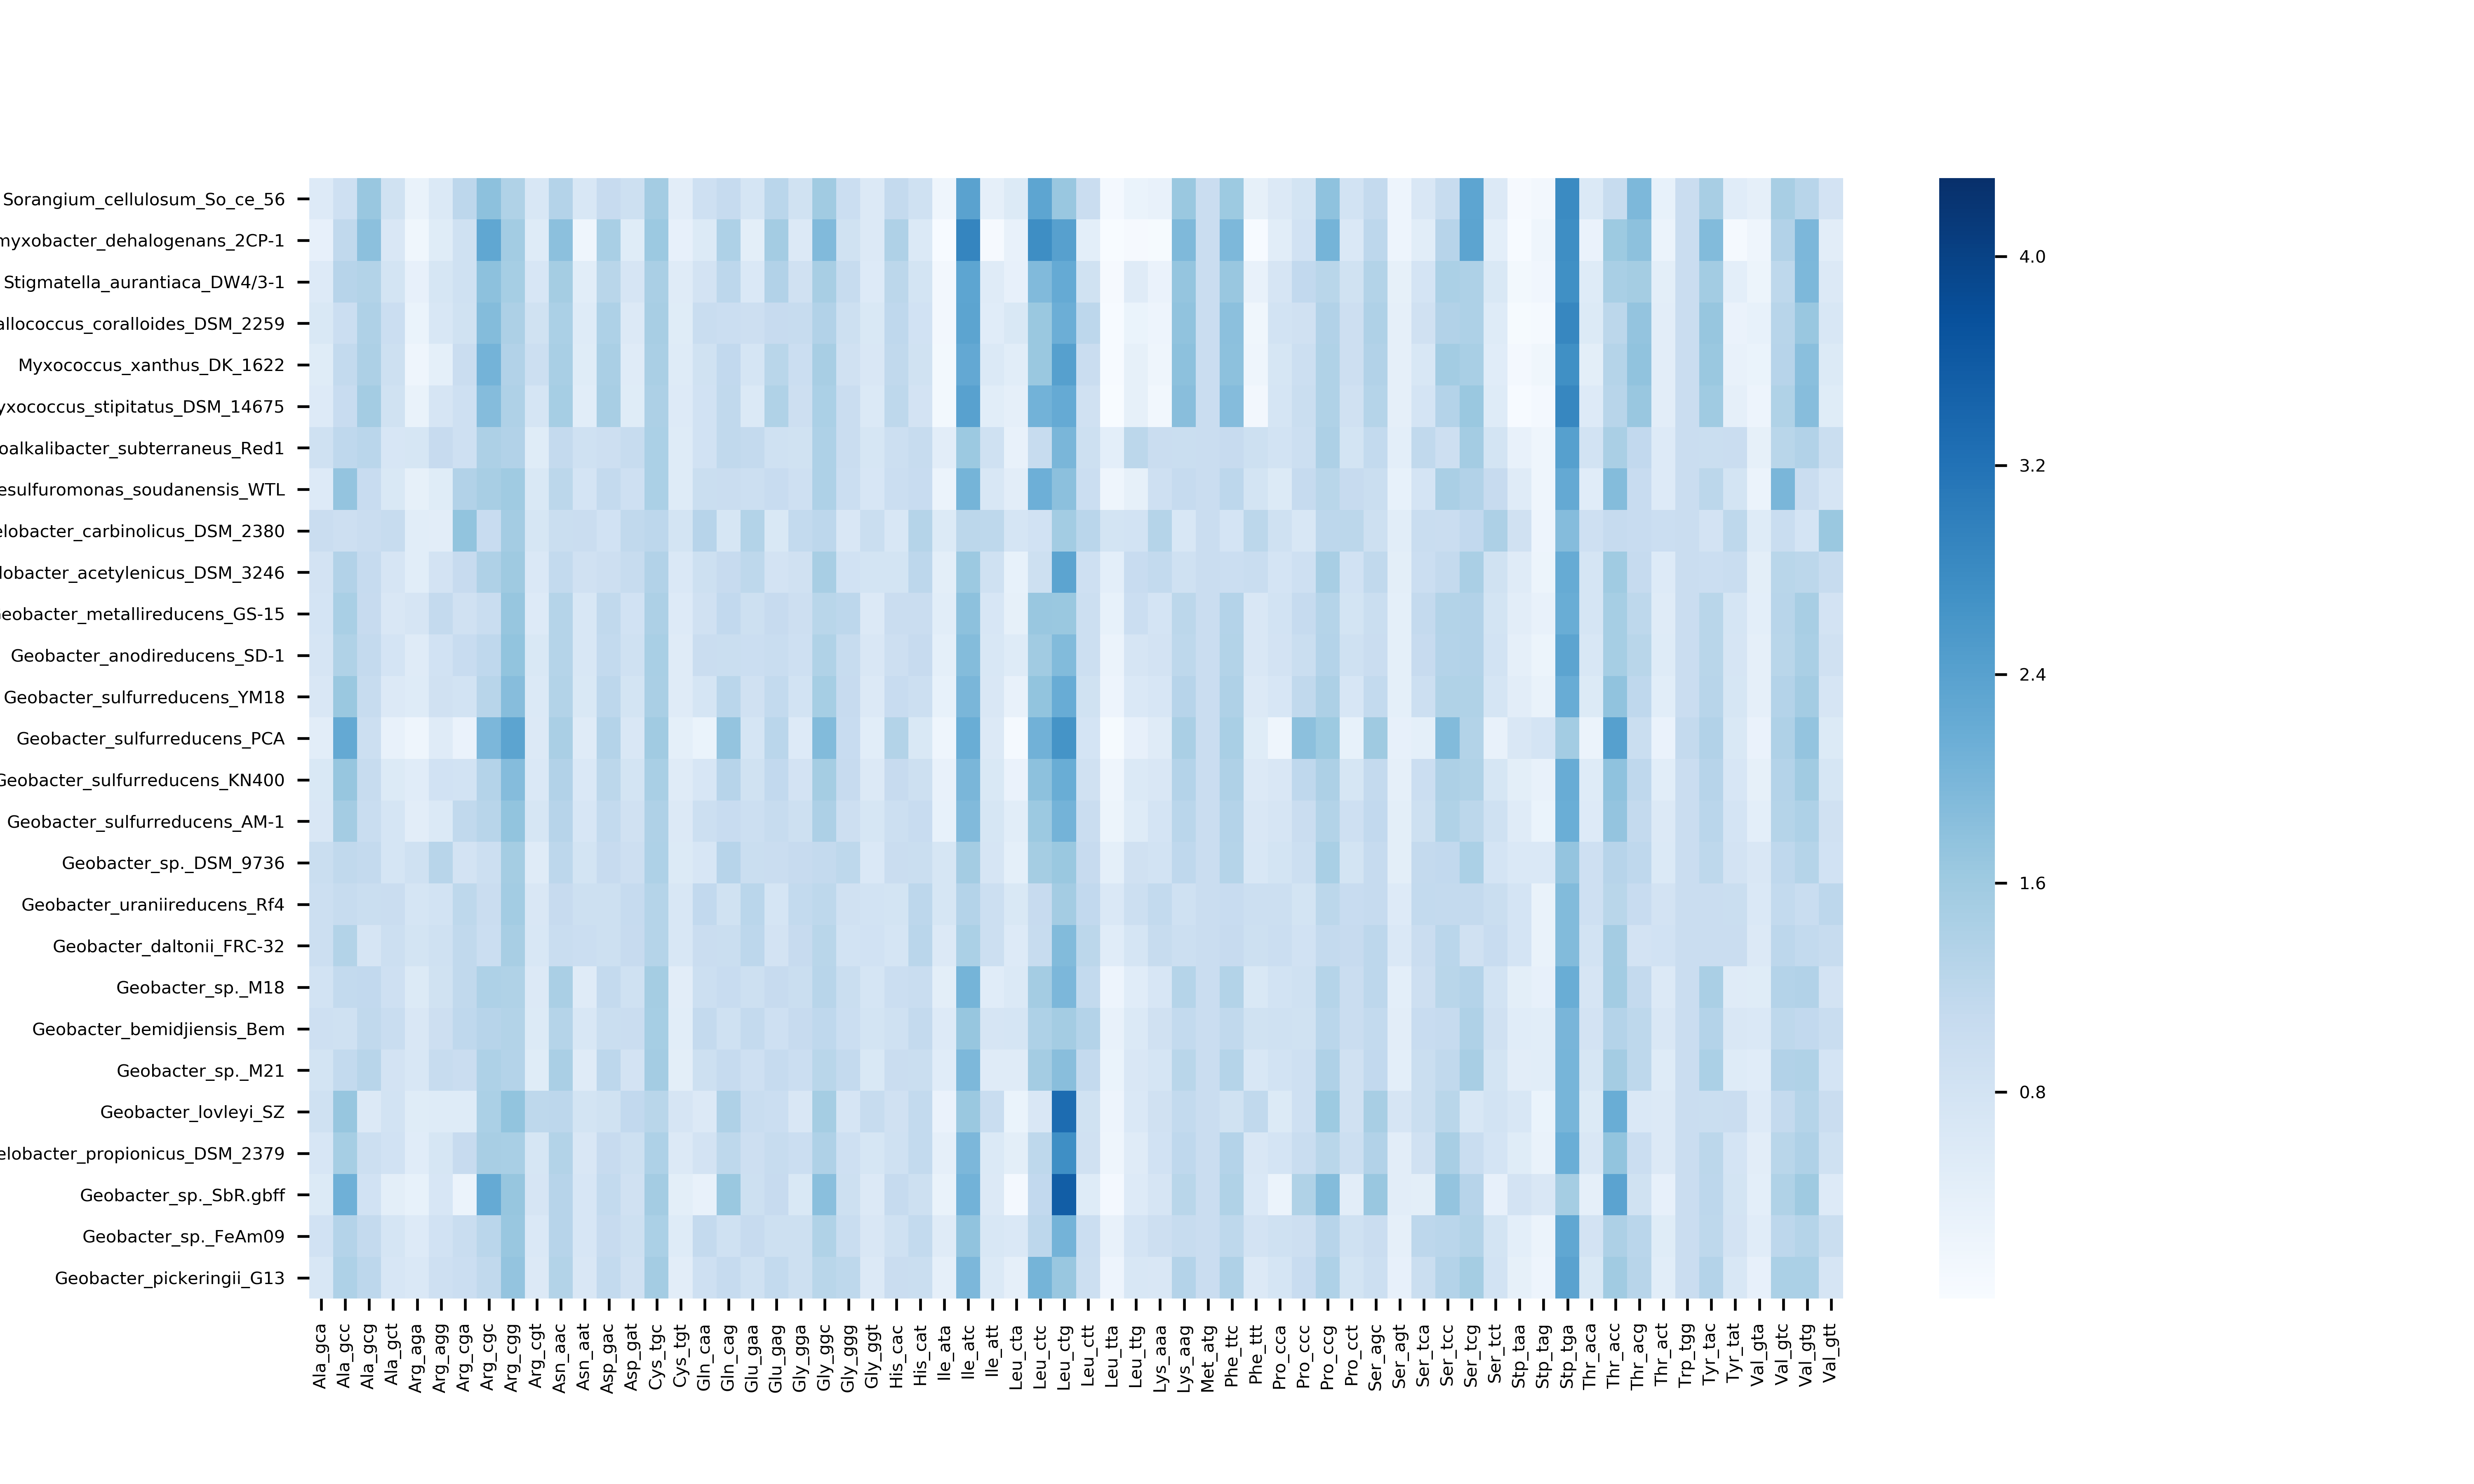 Sorangium_cellulosum_So_ce_56
myxobacter_dehalogenans_2CP-1
Stigmatella_aurantiaca_DW4/3-1
allococcus_coralloides_DSM_2259
Myxococcus_xanthus_DK_1622
yxococcus_stipitatus_DSM_14675
oalkalibacter_subterraneus_Red1
esulfuromonas_soudanensis_WTL
elobacter_carbinolicus_DSM_2380
lobacter_acetylenicus_DSM_3246
eobacter_metallireducens_GS-15
Geobacter_anodireducens_SD-1
Geobacter_sulfurreducens_YM18
Geobacter_sulfurreducens_PCA
Geobacter_sulfurreducens_KN400
Geobacter_sulfurreducens_AM-1
Geobacter_sp._DSM_9736
Geobacter_uraniireducens_Rf4
Geobacter_daltonii_FRC-32
Geobacter_sp._M18
Geobacter_bemidjiensis_Bem
Geobacter_sp._M21
Geobacter_lovleyi_SZ
elobacter_propionicus_DSM_2379
Geobacter_sp._SbR.gbff
Geobacter_sp._FeAm09
Geobacter_pickeringii_G13
Ala_gca
Ala_gcc
Ala_gcg
Ala_gct
Arg_aga
Arg_agg
Arg_cga
Arg_cgc
Arg_cgg
Arg_cgt
Asn_aac
Asn_aat
Asp_gac
Asp_gat
Cys_tgc
Cys_tgt
Gln_caa
Gln_cag
Glu_gaa
Glu_gag
Gly_gga
Gly_ggc
Gly_ggg
Gly_ggt
His_cac
His_cat
Ile_ata
Ile_atc
Ile_att
Leu_cta
Leu_ctc
Leu_ctg
Leu_ctt
Leu_tta
Leu_ttg
Lys_aaa
Lys_aag
Met_atg
Phe_ttc
Phe_ttt
Pro_cca
Pro_ccc
Pro_ccg
Pro_cct
Ser_agc
Ser_agt
Ser_tca
Ser_tcc
Ser_tcg
Ser_tct
Stp_taa
Stp_tag
Stp_tga
Thr_aca
Thr_acc
Thr_acg
Thr_act
Trp_tgg
Tyr_tac
Tyr_tat
Val_gta
Val_gtc
Val_gtg
Val_gtt
4.0
3.2
2.4
1.6
0.8